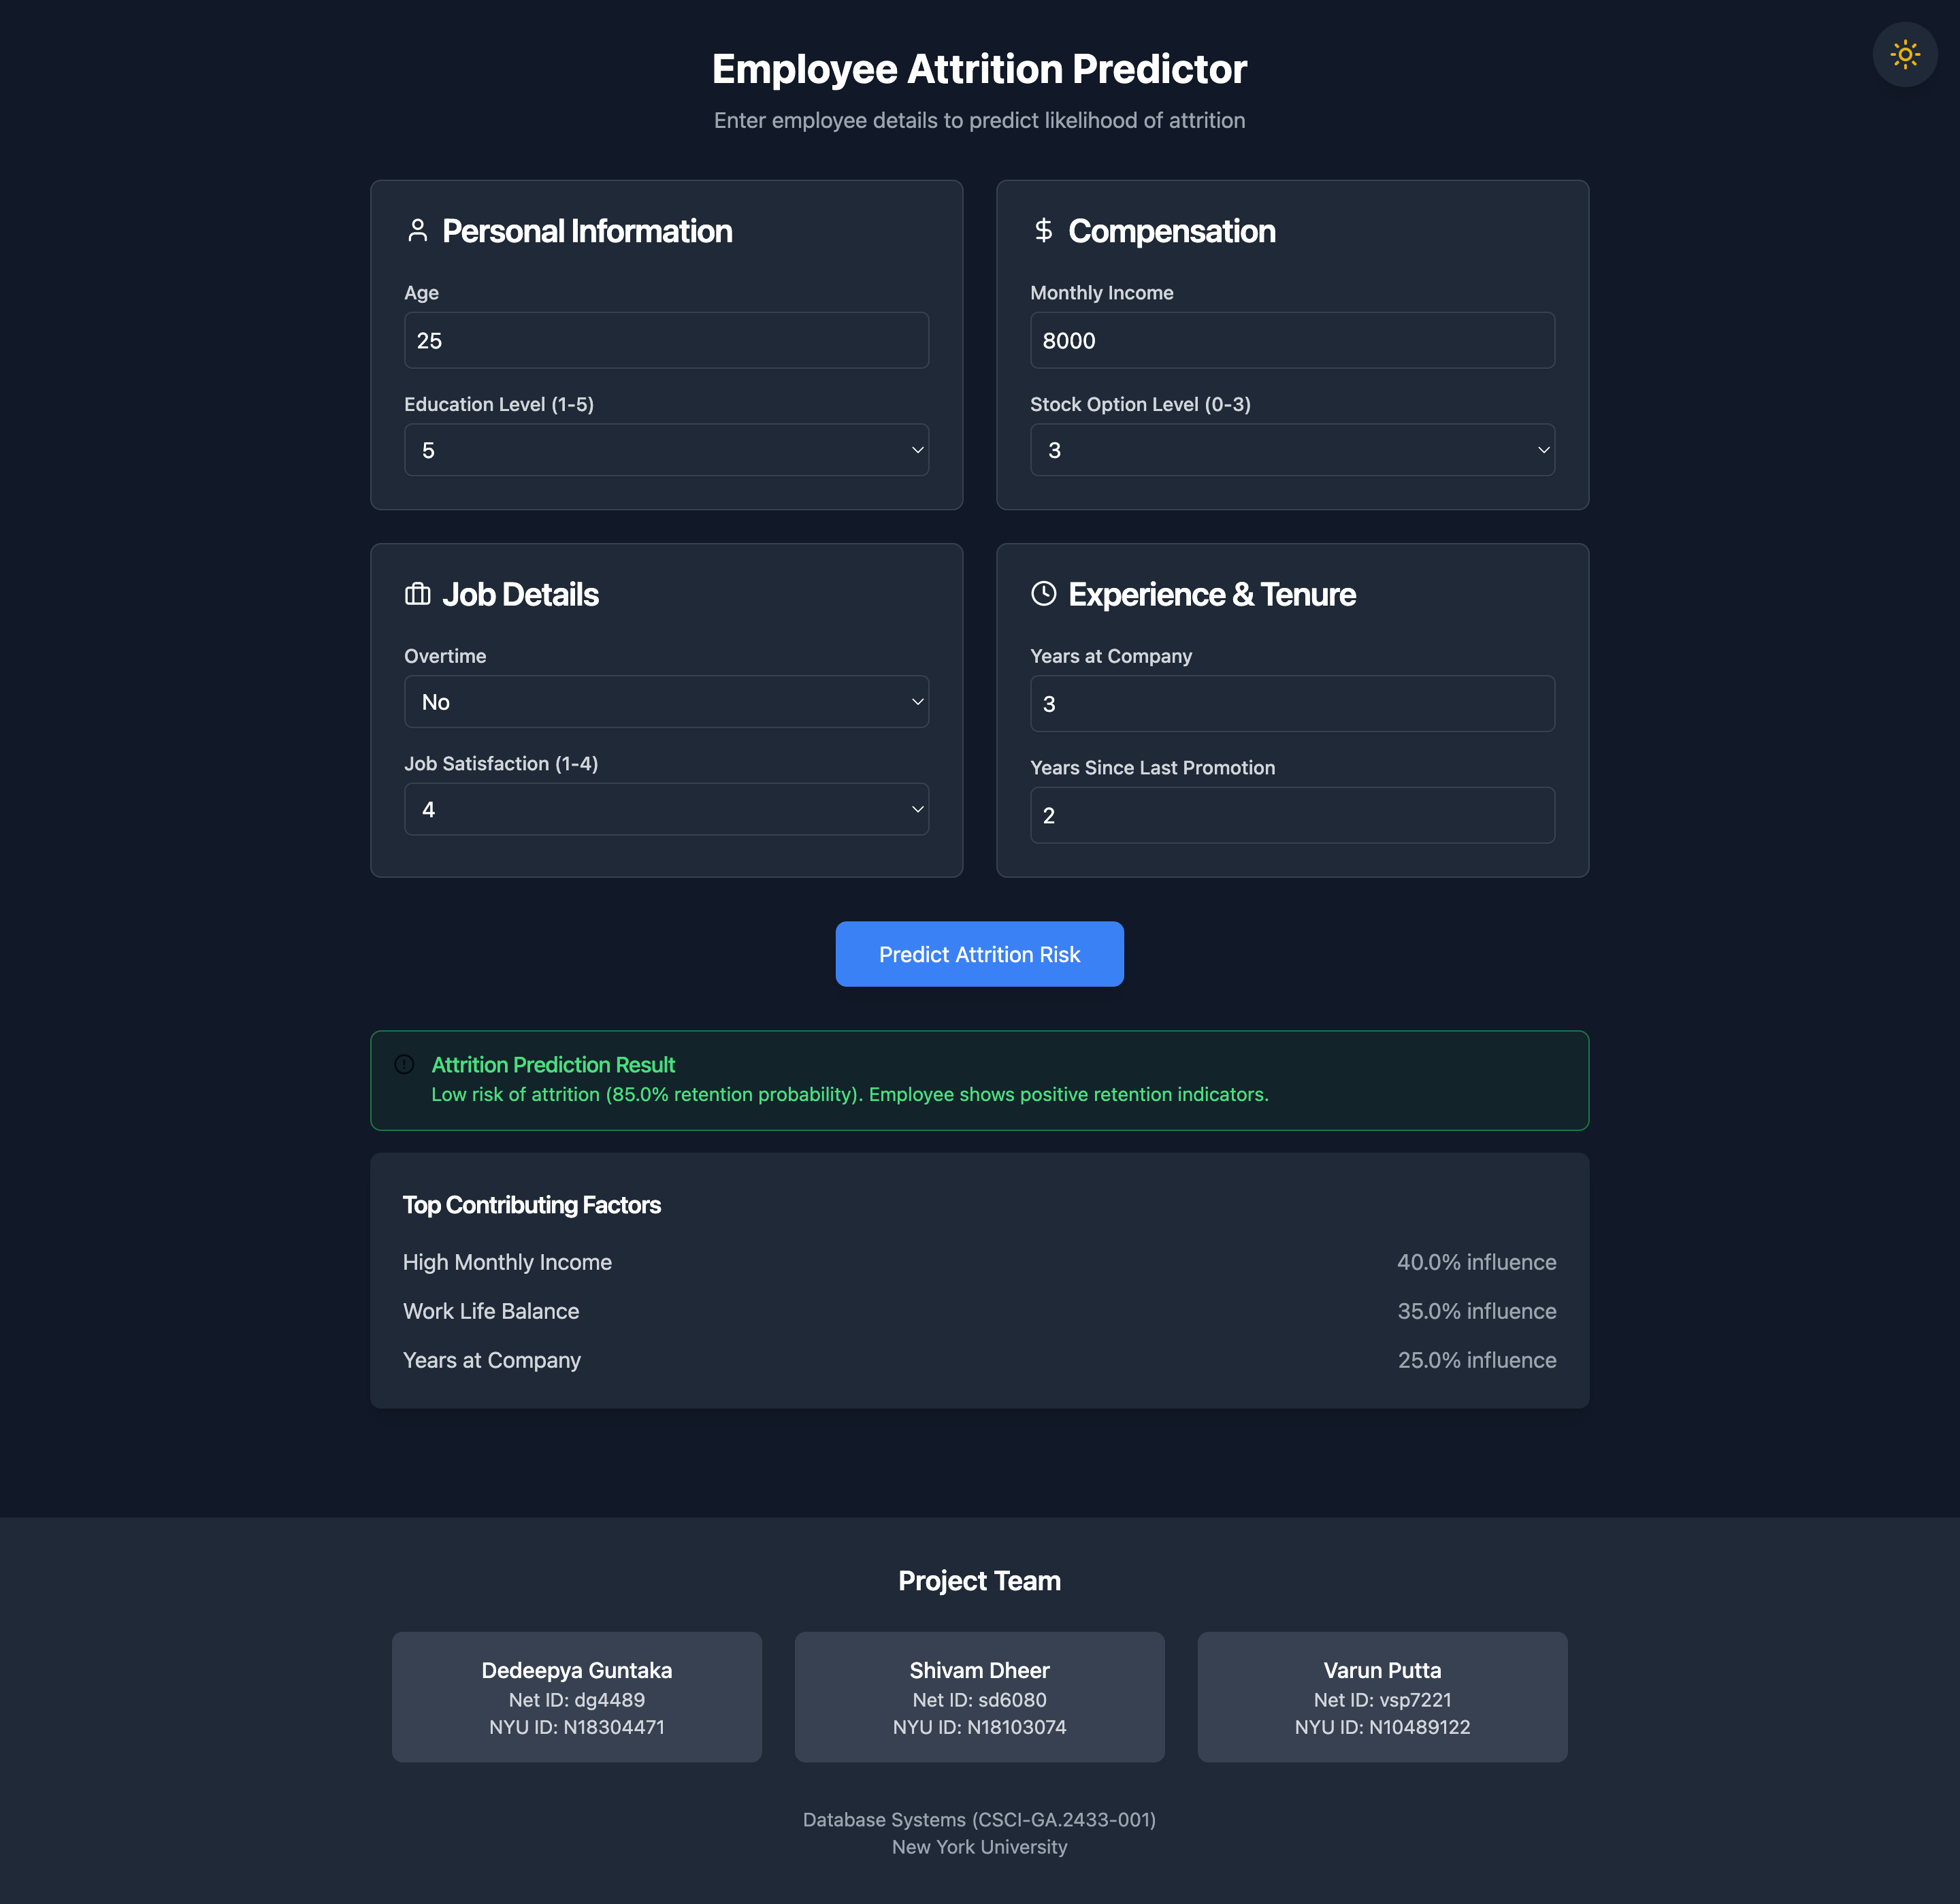 Employee Attrition Predictor
Enter employee details to predict likelihood of attrition
Personal Information
Age
25
Education Level (1-5)
5
Compensation
Monthly Income
8000
Stock Option Level (0-3)
3
Job Details
Overtime
No
Job Satisfaction (1-4)
4
Experience & Tenure
Years at Company
3
Years Since Last Promotion
2
Predict Attrition Risk
Attrition Prediction Result
Low risk of attrition (85.0% retention probability). Employee shows positive retention indicators.
Top Contributing Factors
High Monthly Income 40.0% influence
Work Life Balance 35.0% influence
Years at Company 25.0% influence
Project Team
Dedeepya Guntaka
Net ID: dg4489
NYU ID: N18304471
Shivam Dheer
Net ID: sd6080
NYU ID: N18103074
Varun Putta
Net ID: vsp7221
NYU ID: N10489122
Database Systems (CSCI-GA.2433-001)
New York University